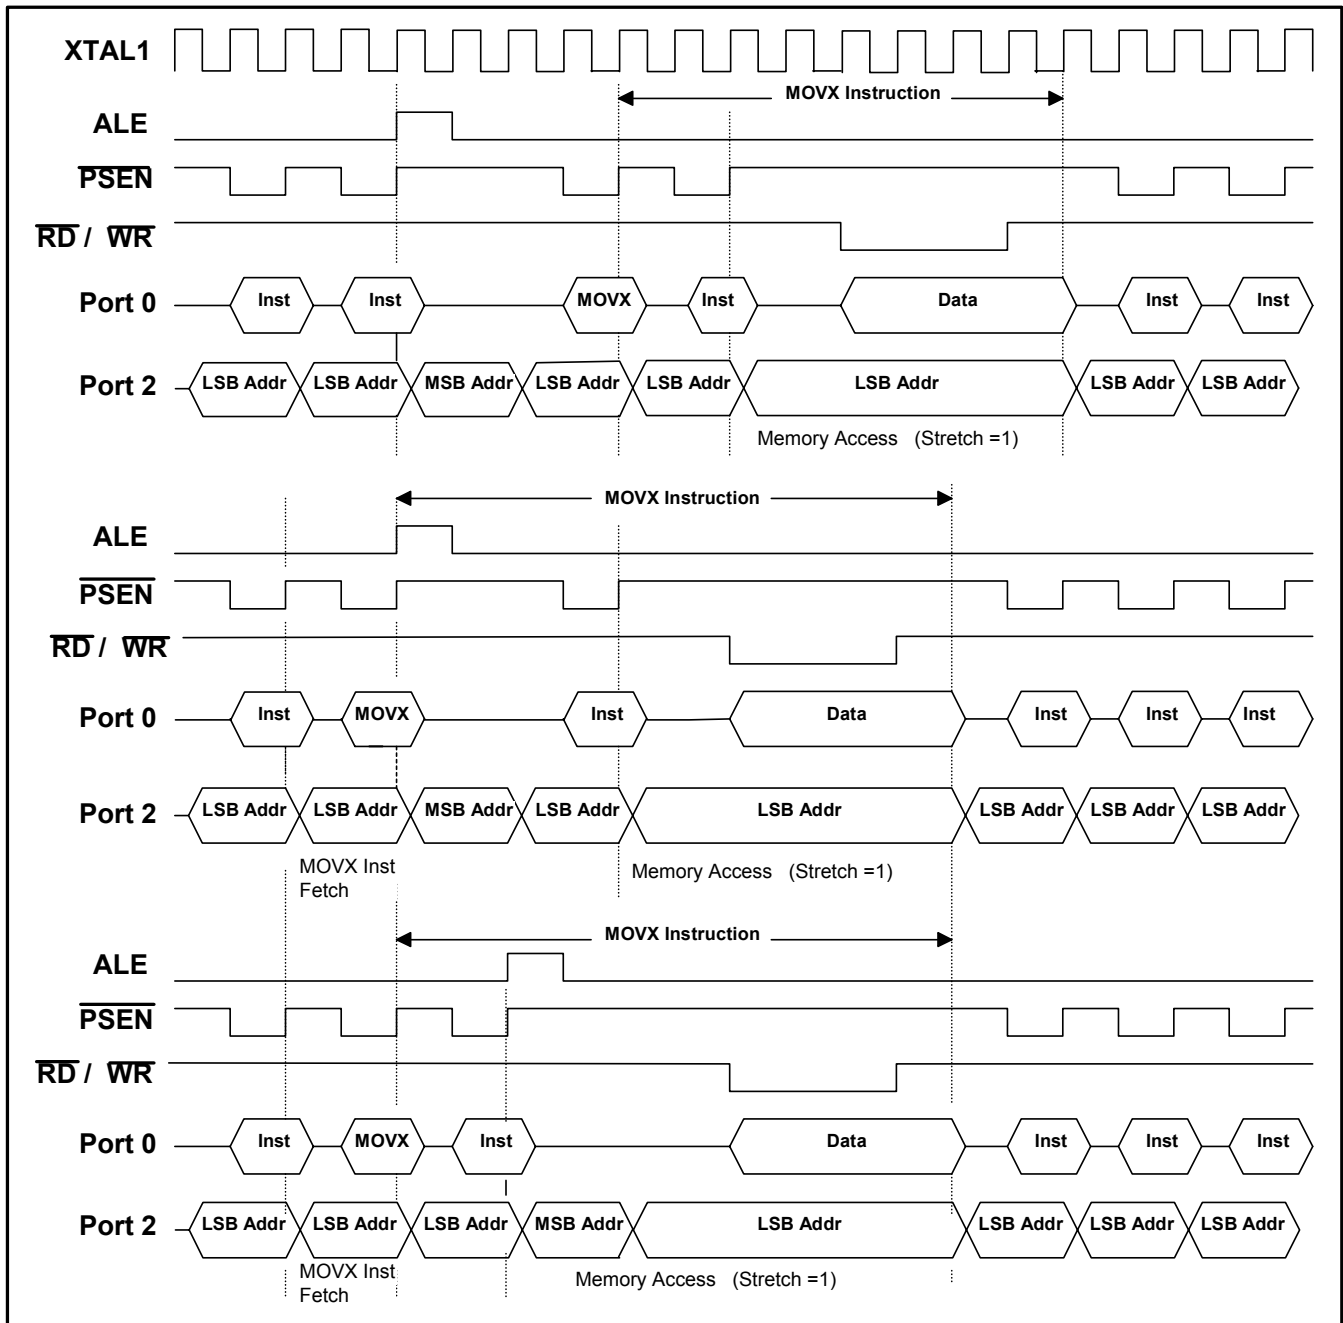 XTAL1
MOVX Instruction
ALE
PSEN
RD / WR
Port 0 Inst Inst MOVX Inst Data Inst Inst
Port 2 LSB Addr LSB Addr MSB Addr LSB Addr LSB Addr LSB Addr LSB Addr LSB Addr
Memory Access (Stretch =1)
MOVX Instruction
ALE
PSEN
RD / WR
Port 0 Inst MOVX Inst Data Inst Inst Inst
Port 2 LSB Addr LSB Addr MSB Addr LSB Addr LSB Addr LSB Addr LSB Addr LSB Addr
MOVX Inst
Fetch
Memory Access (Stretch =1)
MOVX Instruction
ALE
PSEN
RD / WR
Port 0 Inst MOVX Inst Data Inst Inst Inst
Port 2 LSB Addr LSB Addr LSB Addr MSB Addr LSB Addr LSB Addr LSB Addr LSB Addr
MOVX Inst
Fetch
Memory Access (Stretch =1)